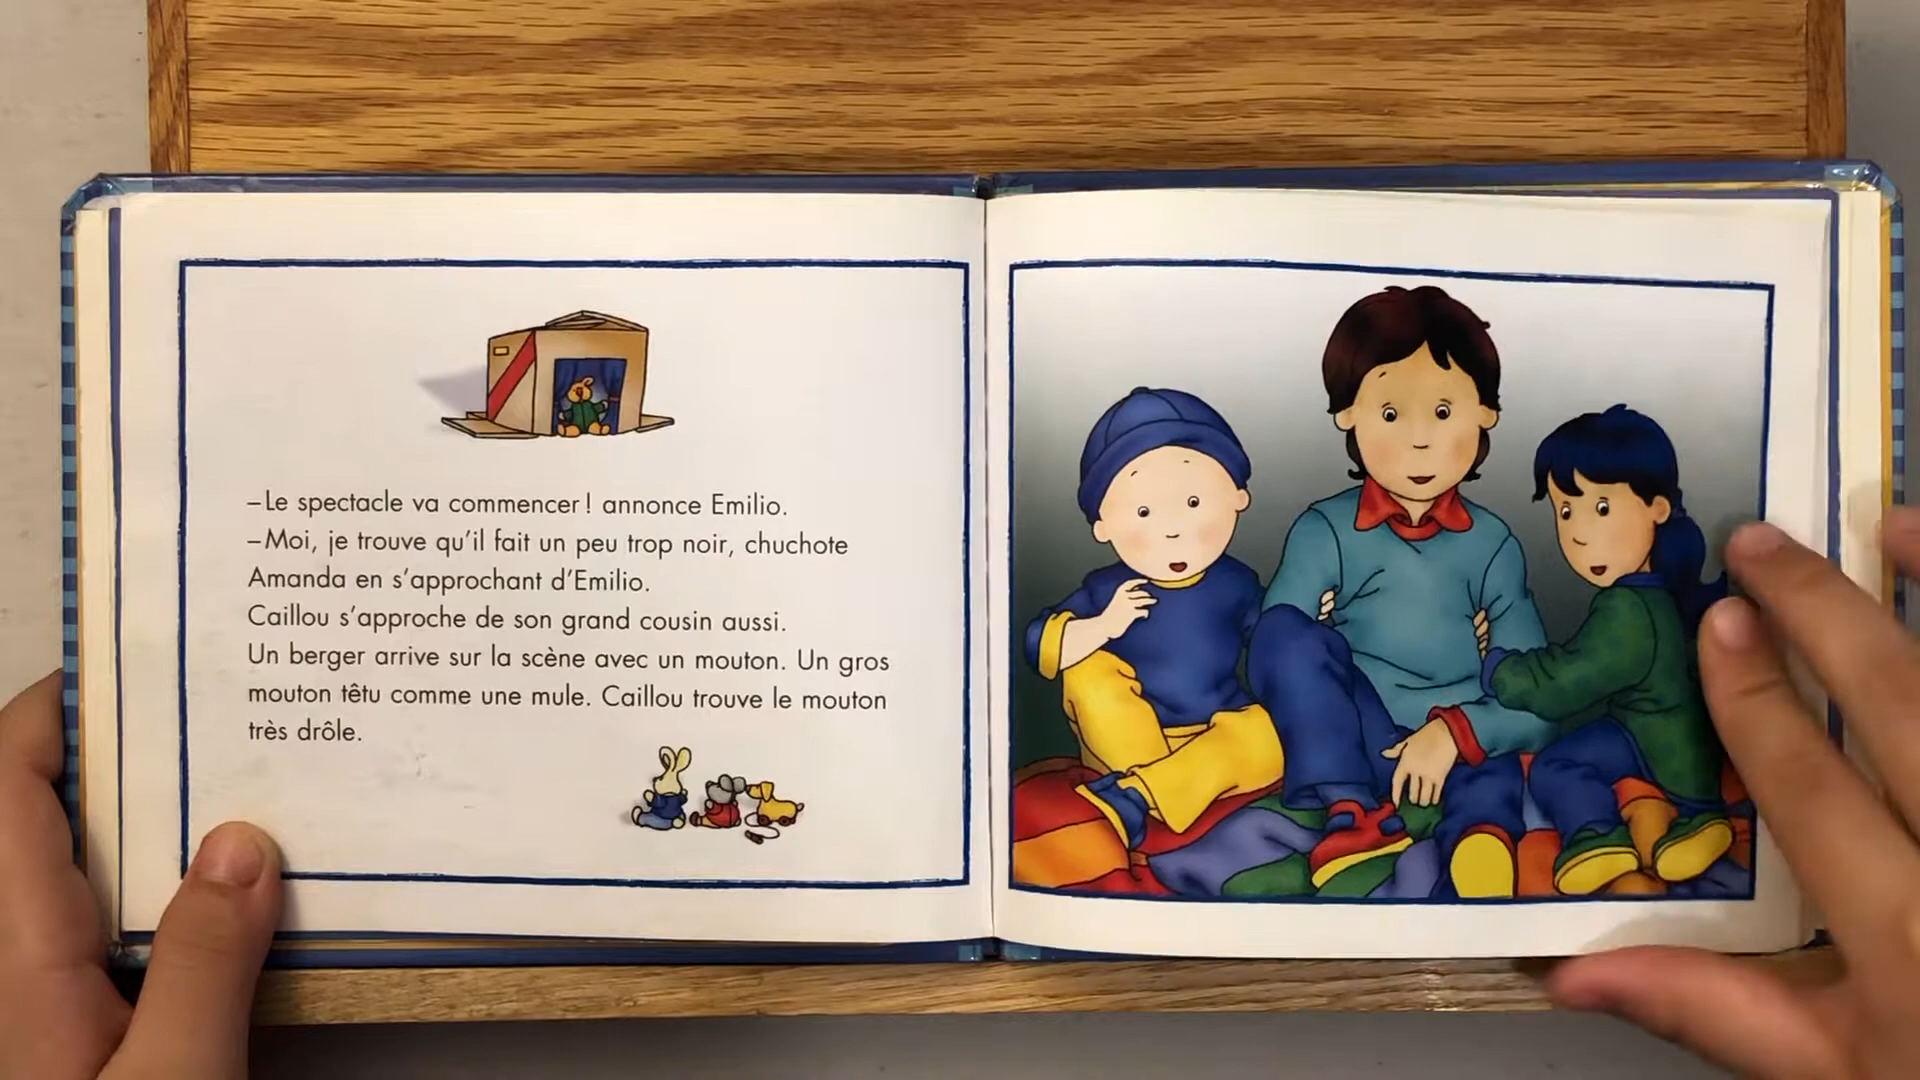 –Le spectacle va commencer ! annonce Emilio.
–Moi, je trouve qu'il fait un peu trop noir, chuchote
Amanda en s'approchant d'Emilio.
Caillou s'approche de son grand cousin aussi.
Un berger arrive sur la scène avec un mouton. Un gros
mouton têtu comme une mule. Caillou trouve le mouton
très drôle.